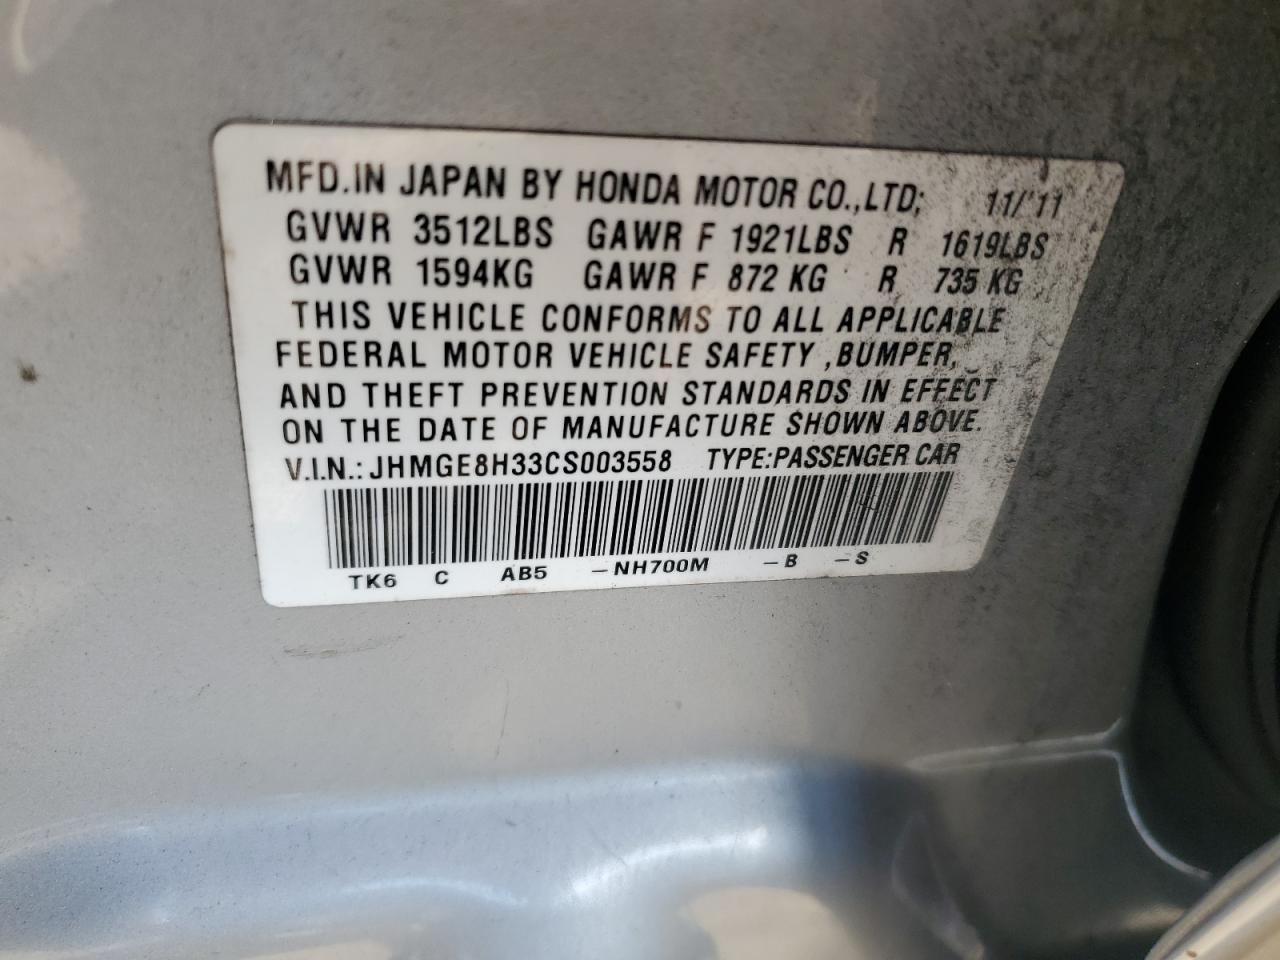 MFD.IN JAPAN BY HONDA MOTOR CO.,LTD; 11/'11
GVWR 3512LBS GAWR F 1921LBS R 1619LBS
GVWR 1594KG GAWR F 872 KG R 735 KG
THIS VEHICLE CONFORMS TO ALL APPLICABLE
FEDERAL MOTOR VEHICLE SAFETY ,BUMPER,
AND THEFT PREVENTION STANDARDS IN EFFECT
ON THE DATE OF MANUFACTURE SHOWN ABOVE.
V.I.N.: JHMGE8H33CS003558 TYPE:PASSENGER CAR
TK6 C AB5 -NH700M -B -S